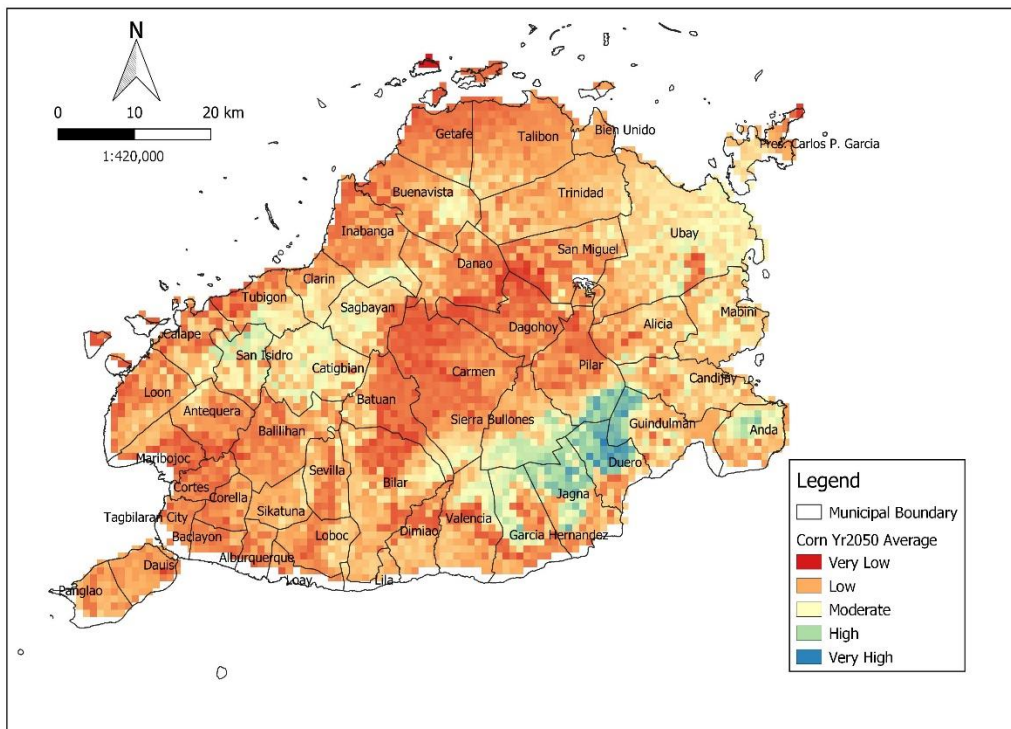 N
0 10 20 km
1:420,000
Getafe
Talibon
Bien Unido
Pres. Carlos P. Garcia
Buenavista
Trinidad
Inabanga
Ubay
San Miguel
Danao
Clarin
Tubigon
Sagbayan
Mabini
Calape
Dagohoy
Alicia
San Isidro
Catigbian
Pilar
Carmen
Candijay
Loon
Batuan
Antequera
Sierra Bullones
Guindulman
Anda
Balilihan
Maribojoc
Duero
Sevilla
Bilar
Cortes
Jagna
Corella
Tagbilaran City
Sikatuna
Valencia
Dimiao
Loboc
Garcia Hernandez
Baclayon
Alburquerque
Dauis
Loay
Lila
Panglao
Legend
Municipal Boundary
Corn Yr2050 Average
Very Low
Low
Moderate
High
Very High